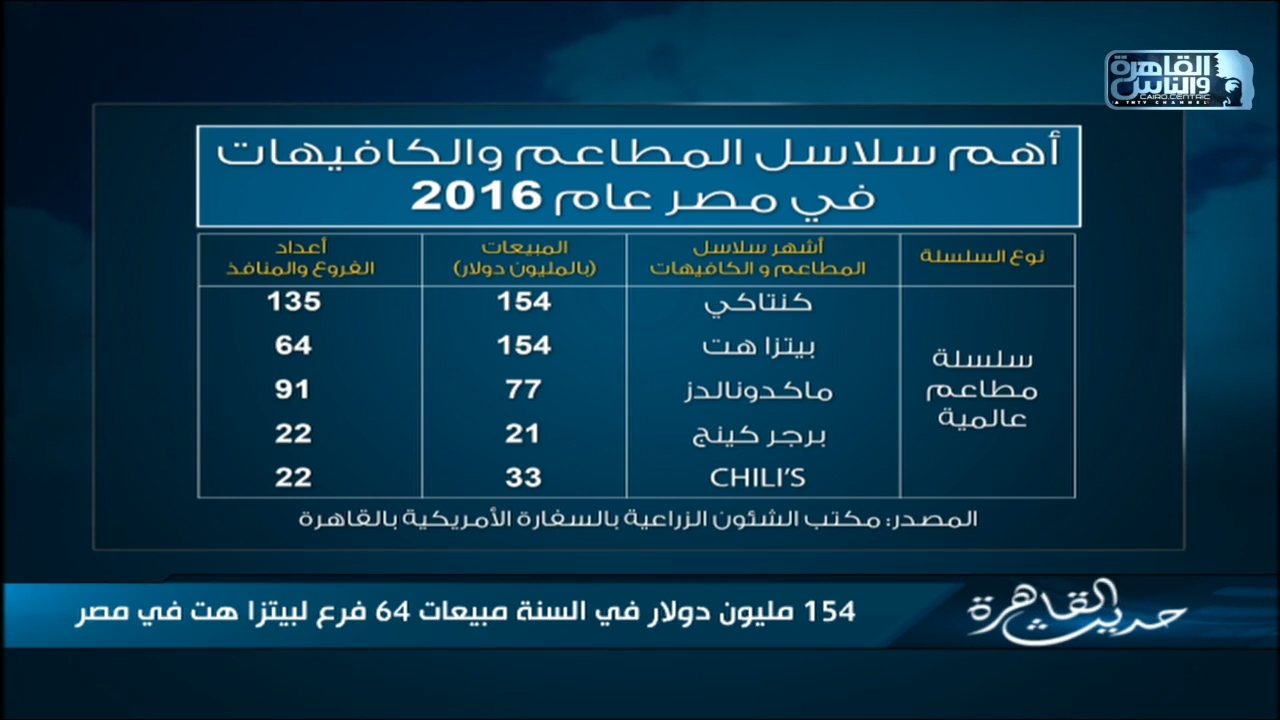 القاهرة
والناس
CAIRO.CENTRIC
A TNTV CHANNEL
أهم سلاسل المطاعم والكافيهات
في مصر عام 2016
نوع السلسلة
أشهر سلاسل
المطاعم و الكافيهات
المبيعات
(بالمليون دولار)
أعداد
الفروع والمنافذ
سلسلة
مطاعم
عالمية
كنتاكي 154 135
بيتزا هت 154 64
ماكدونالدز 77 91
برجر كينج 21 22
CHILI'S 33 22
المصدر: مكتب الشئون الزراعية بالسفارة الأمريكية بالقاهرة
حديث القاهرة
154 مليون دولار في السنة مبيعات 64 فرع لبيتزا هت في مصر